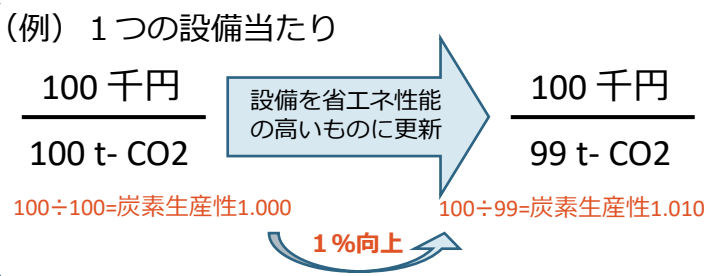 （例）１つの設備当たり
100 千円
100 t- CO2
100÷100=炭素生産性1.000
設備を省エネ性能
の高いものに更新
100 千円
99 t- CO2
100÷99=炭素生産性1.010
１%向上